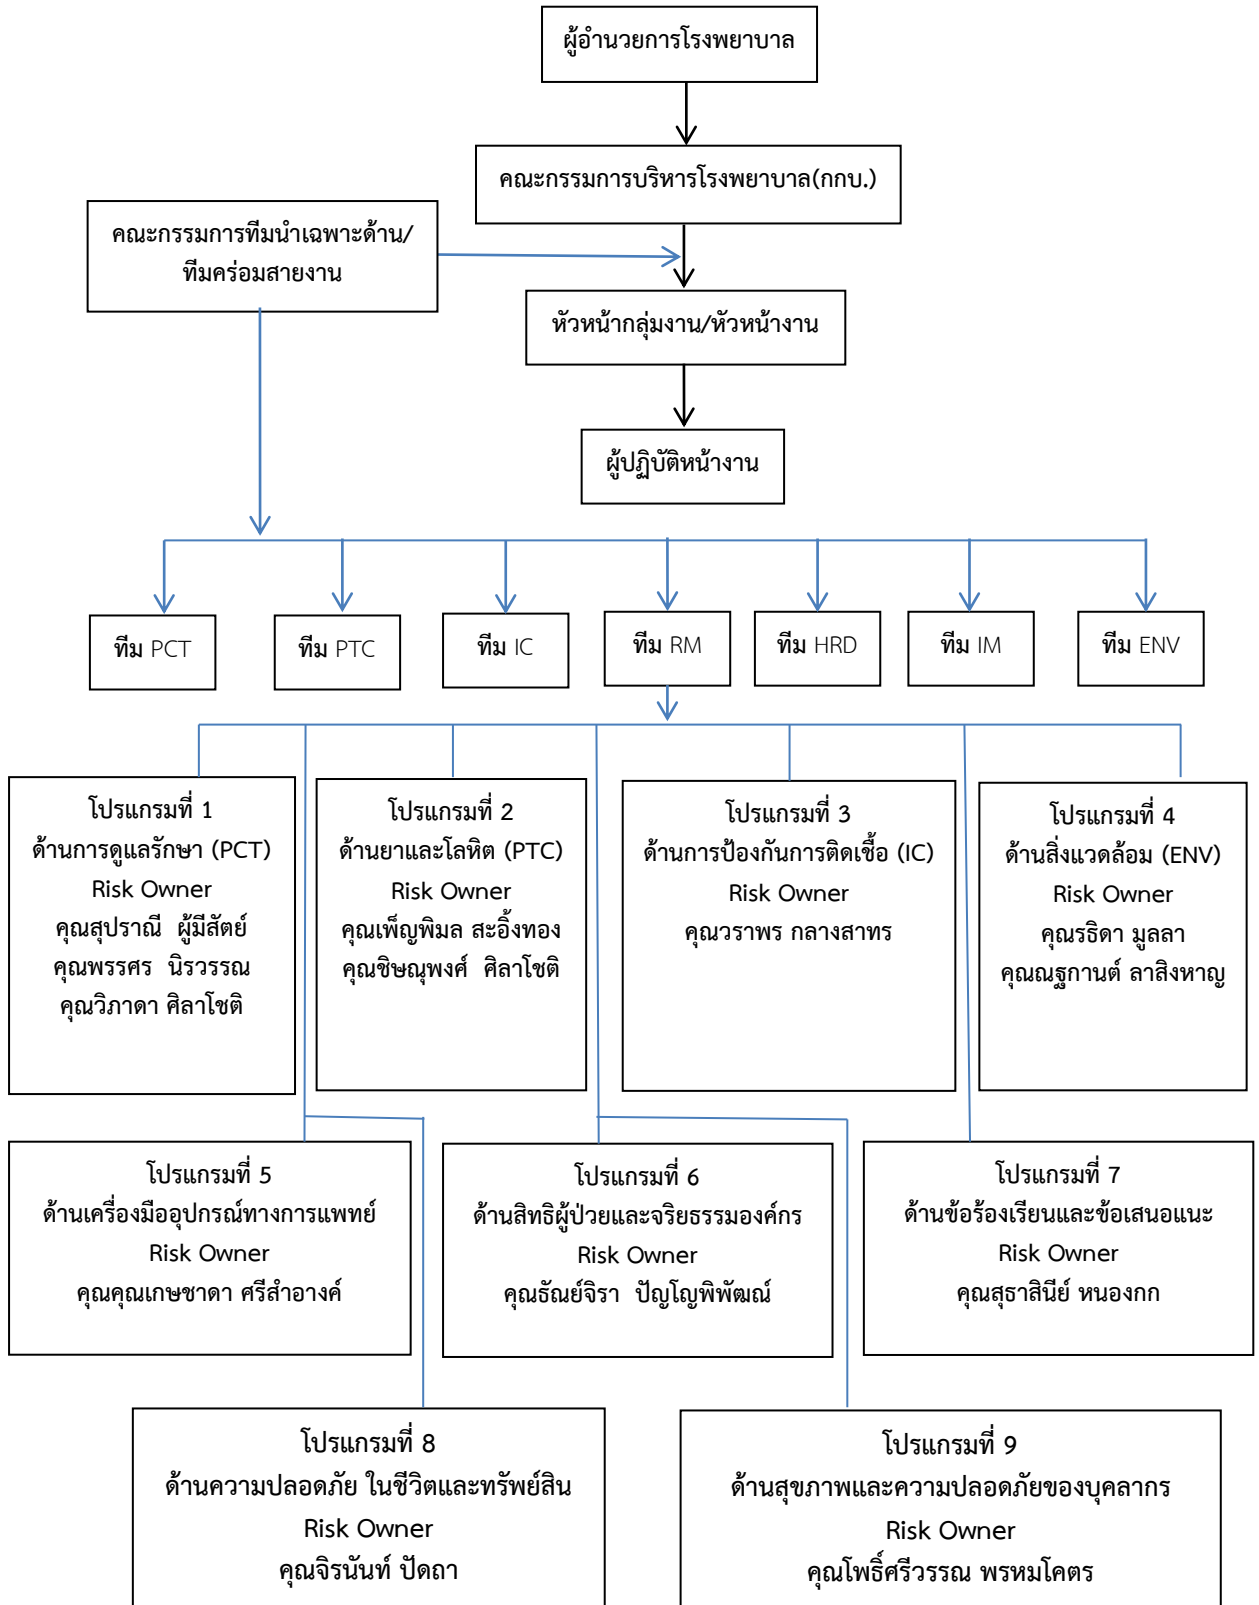 ผู้อำนวยการโรงพยาบาล
คณะกรรมการบริหารโรงพยาบาล(กกบ.)
คณะกรรมการทีมนำเฉพาะด้าน/
ทีมคร่อมสายงาน
หัวหน้ากลุ่มงาน/หัวหน้างาน
ผู้ปฏิบัติหน้างาน
ทีม PCT
ทีม PTC
ทีม IC
ทีม RM
ทีม HRD
ทีม IM
ทีม ENV
โปรแกรมที่ 1
ด้านการดูแลรักษา (PCT)
Risk Owner
คุณสุปราณี  ผู้มีสัตย์
คุณพรรศร  นิรวรรณ
คุณวิภาดา ศิลาโชติ
โปรแกรมที่ 2
ด้านยาและโลหิต (PTC)
Risk Owner
คุณเพ็ญพิมล สะอิ้งทอง
คุณชิษณุพงศ์  ศิลาโชติ
โปรแกรมที่ 3
ด้านการป้องกันการติดเชื้อ (IC)
Risk Owner
คุณวราพร กลางสาทร
โปรแกรมที่ 4
ด้านสิ่งแวดล้อม (ENV)
Risk Owner
คุณรธิดา มูลลา
คุณณฐกานต์ ลาสิงหาญ
โปรแกรมที่ 5
ด้านเครื่องมืออุปกรณ์ทางการแพทย์
Risk Owner
คุณคุณเกษชาดา ศรีสำอางค์
โปรแกรมที่ 6
ด้านสิทธิผู้ป่วยและจริยธรรมองค์กร
Risk Owner
คุณธัณย์จิรา  ปัญโญพิพัฒณ์
โปรแกรมที่ 7
ด้านข้อร้องเรียนและข้อเสนอแนะ
Risk Owner
คุณสุธาสินีย์ หนองกก
โปรแกรมที่ 8
ด้านความปลอดภัย ในชีวิตและทรัพย์สิน
Risk Owner
คุณจิรนันท์ ปัดถา
โปรแกรมที่ 9
ด้านสุขภาพและความปลอดภัยของบุคลากร
Risk Owner
คุณโพธิ์ศรีวรรณ พรหมโคตร